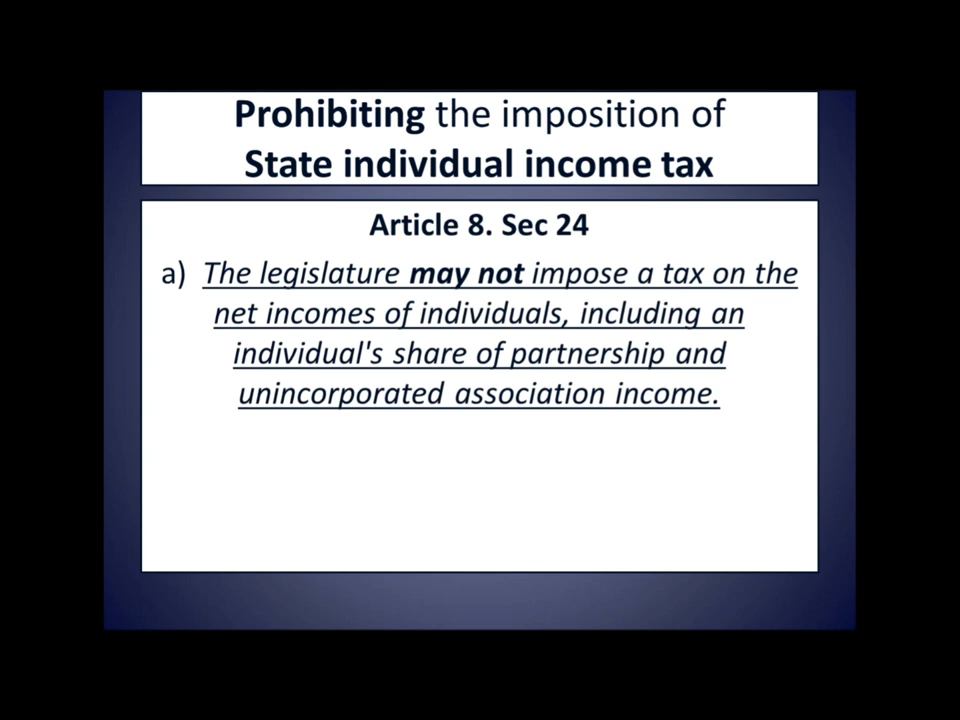 Prohibiting the imposition of
State individual income tax
Article 8. Sec 24
a) The legislature may not impose a tax on the
net incomes of individuals, including an
individual's share of partnership and
unincorporated association income.